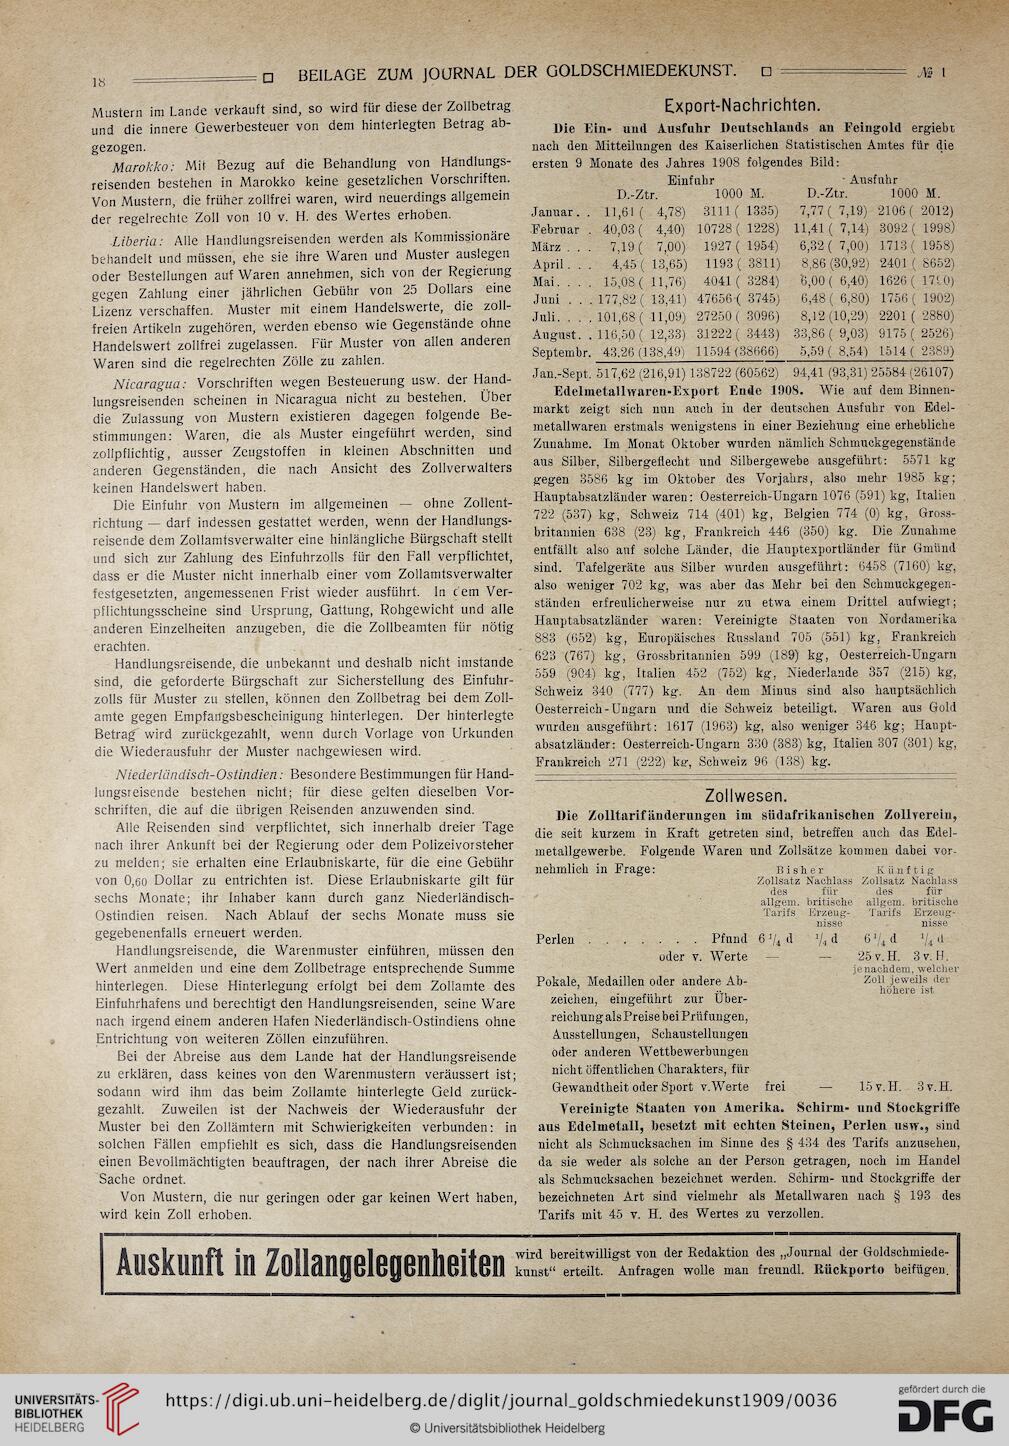 18 BEILAGE ZUM JOURNAL DER GOLDSCHMIEDEKUNST. № 1
Mustern im Lande verkauft sind, so wird für diese der Zollbetrag
und die innere Gewerbesteuer von dem hinterlegten Betrag ab-
gezogen.
Marokko: Mit Bezug auf die Behandlung von Handlungs-
reisenden bestehen in Marokko keine gesetzlichen Vorschriften.
Von Mustern, die früher zollfrei waren, wird neuerdings allgemein
der regelrechte Zoll von 10 v. H. des Wertes erhoben.
Liberia: Alle Handlungsreisenden werden als Kommissionäre
behandelt und müssen, ehe sie ihre Waren und Muster auslegen
oder Bestellungen auf Waren annehmen, sich von der Regierung
gegen Zahlung einer jährlichen Gebühr von 25 Dollars eine
Lizenz verschaffen. Muster mit einem Handelswerte, die zoll-
freien Artikeln zugehören, werden ebenso wie Gegenstände ohne
Handelswert zollfrei zugelassen. Für Muster von allen anderen
Waren sind die regelrechten Zölle zu zahlen.
Nicaragua: Vorschriften wegen Besteuerung usw. der Hand-
lungsreisenden scheinen in Nicaragua nicht zu bestehen. Über
die Zulassung von Mustern existieren dagegen folgende Be-
stimmungen: Waren, die als Muster eingeführt werden, sind
zollpflichtig, ausser Zeugstoffen in kleinen Abschnitten und
anderen Gegenständen, die nach Ansicht des Zollverwalters
keinen Handelswert haben.
Die Einfuhr von Mustern im allgemeinen — ohne Zollent-
richtung — darf indessen gestattet werden, wenn der Handlungs-
reisende dem Zollamtsverwalter eine hinlängliche Bürgschaft stellt
und sich zur Zahlung des Einfuhrzolls für den Fall verpflichtet,
dass er die Muster nicht innerhalb einer vom Zollamtsverwalter
festgesetzten, angemessenen Frist wieder ausführt. In dem Ver-
pflichtungsscheine sind Ursprung, Gattung, Rohgewicht und alle
anderen Einzelheiten anzugeben, die die Zollbeamten für nötig
erachten.
Handlungsreisende, die unbekannt und deshalb nicht imstande
sind, die geforderte Bürgschaft zur Sicherstellung des Einfuhr-
zolls für Muster zu stellen, können den Zollbetrag bei dem Zoll-
amte gegen Empfangsbescheinigung hinterlegen. Der hinterlegte
Betrag wird zurückgezahlt, wenn durch Vorlage von Urkunden
die Wiederausfuhr der Muster nachgewiesen wird.
Niederländisch-Ostindien: Besondere Bestimmungen für Hand-
lungsreisende bestehen nicht; für diese gelten dieselben Vor-
schriften, die auf die übrigen Reisenden anzuwenden sind.
Alle Reisenden sind verpflichtet, sich innerhalb dreier Tage
nach ihrer Ankunft bei der Regierung oder dem Polizeivorsteher
zu melden; sie erhalten eine Erlaubniskarte, für die eine Gebühr
von 0,60 Dollar zu entrichten ist. Diese Erlaubniskarte gilt für
sechs Monate; ihr Inhaber kann durch ganz Niederländisch-
Ostindien reisen. Nach Ablauf der sechs Monate muss sie
gegebenenfalls erneuert werden.
Handlungsreisende, die Warenmuster einführen, müssen den
Wert anmelden und eine dem Zollbetrage entsprechende Summe
hinterlegen. Diese Hinterlegung erfolgt bei dem Zollamte des
Einfuhrhafens und berechtigt den Handlungsreisenden, seine Ware
nach irgend einem anderen Hafen Niederländisch-Ostindiens ohne
Entrichtung von weiteren Zöllen einzuführen.
Bei der Abreise aus dem Lande hat der Handlungsreisende
zu erklären, dass keines von den Warenmustern veräussert ist;
sodann wird ihm das beim Zollamte hinterlegte Geld zurück-
gezahlt. Zuweilen ist der Nachweis der Wiederausfuhr der
Muster bei den Zollämtern mit Schwierigkeiten verbunden: in
solchen Fällen empfiehlt es sich, dass die Handlungsreisenden
einen Bevollmächtigten beauftragen, der nach ihrer Abreise die
Sache ordnet.
Von Mustern, die nur geringen oder gar keinen Wert haben,
wird kein Zoll erhoben.
Export-Nachrichten.
Die Ein- und Ausfuhr Deutschlands an Feingold ergiebt
nach den Mitteilungen des Kaiserlichen Statistischen Amtes für die
ersten 9 Monate des Jahres 1908 folgendes Bild:
Einfuhr Ausfuhr
D.-Ztr. 1000 M. D.-Ztr. 1000 M.
Januar . . 11,61 ( 4,78) 3111 ( 1335) 7,77 ( 7,19) 2106 ( 2012)
Februar . 40,03 ( 4,40) 10728 ( 1228) 11,41 ( 7,14) 3092 ( 1998)
März . . . 7,19 ( 7,00) 1927 ( 1954) 6,32 ( 7,00) 1713 ( 1958)
April . . . 4,45 ( 13,65) 1193 ( 3811) 8,86 (30,92) 2401 ( 8652)
Mai . . . . 15,08 ( 11,76) 4041 ( 3284) 6,00 ( 6,40) 1626 (
Juni . . . 177,82 ( 13,41) 47656 ( 3745) 6,48 ( 6,80) 1756 ( 1902)
Juli . . . . 101,68 ( 11,09) 27250 ( 3096) 8,12 (10,29) 2201 ( 2880)
August . . 116,50 ( 12,33) 31222 ( 3443) 33,86 ( 9,03) 9175 ( 2526)
Septembr. 43,26 (138,49) 11594 (38666) 5,59 ( 8,54) 1514 ( 2389)
Jan.-Sept. 517,62 (216,91) 138722 (60562) 94,41 (93,31) 25584 (26107)
Edelmetallwaren-Export Ende 1908. Wie auf dem Binnen-
markt zeigt sich nun auch in der deutschen Ausfuhr von Edel-
metallwaren erstmals wenigstens in einer Beziehung eine erhebliche
Zunahme. Im Monat Oktober wurden nämlich Schmuckgegenstände
aus Silber, Silbergeflecht und Silbergewebe ausgeführt: 5571 kg
gegen 3586 kg im Oktober des Vorjahrs, also mehr 1985 kg;
Hauptabsatzländer waren: Oesterreich-Ungarn 1076 (591) kg, Italien
722 (537) kg, Schweiz 714 (401) kg, Belgien 774 (0) kg, Gross-
britannien 638 (23) kg, Frankreich 446 (350) kg. Die Zunahme
entfällt also auf solche Länder, die Hauptexportländer für Gmünd
sind. Tafelgeräte aus Silber wurden ausgeführt: 6458 (7160) kg,
also weniger 702 kg, was aber das Mehr bei den Schmuckgegen-
ständen erfreulicherweise nur zu etwa einem Drittel aufwiegt;
Hauptabsatzländer waren: Vereinigte Staaten von Nordamerika
883 (652) kg, Europäisches Russland 705 (551) kg, Frankreich
623 (767) kg, Grossbritannien 599 (189) kg, Oesterreich-Ungarn
559 (904) kg, Italien 452 (752) kg, Niederlande 357 (215) kg,
Schweiz 340 (777) kg. An dem Minus sind also hauptsächlich
Oesterreich-Ungarn und die Schweiz beteiligt. Waren aus Gold
wurden ausgeführt: 1617 (1963) kg, also weniger 346 kg; Haupt-
absatzländer: Oesterreich-Ungarn 330 (383) kg, Italien 307 (301) kg,
Frankreich 271 (222) kg, Schweiz 96 (138) kg.
Zollwesen.
Die Zolltarifänderungen im südafrikanischen Zollverein,
die seit kurzem in Kraft getreten sind, betreffen auch das Edel-
metallgewerbe. Folgende Waren und Zollsätze kommen dabei vor-
nehmlich in Frage: Bisher Künftig
Zollsatz Nachlass Zollsatz Nachlass
des für des für
allgem. britische allgem. britische
Tarifs Erzeug- Tarifs Erzeug-
nisse nisse
Perlen . . . . . . . Pfund 6 1/4 d 1/4 d 6 1/4 d 1/4 d
oder v. Werte — — 25 v. H. 3 v. H.
je nachdem, welcher
Zoll jeweils der
höhere ist
Pokale, Medaillen oder andere Ab-
zeichen, eingeführt zur Über-
reichung als Preise bei Prüfungen,
Ausstellungen, Schaustellungen
oder anderen Wettbewerbungen
nicht öffentlichen Charakters, für
Gewandtheit oder Sport v. Werte frei — 15 v. H. 3 v. H.
Vereinigte Staaten von Amerika. Schirm- und Stockgriffe
aus Edelmetall, besetzt mit echten Steinen, Perlen usw., sind
nicht als Schmucksachen im Sinne des § 434 des Tarifs anzusehen,
da sie weder als solche an der Person getragen, noch im Handel
als Schmucksachen bezeichnet werden. Schirm- und Stockgriffe der
bezeichneten Art sind vielmehr als Metallwaren nach § 193 des
Tarifs mit 45 v. H. des Wertes zu verzollen.
Auskunft in Zollangelegenheiten wird bereitwilligst von der Redaktion des „Journal der Goldschmiede-
kunst“ erteilt. Anfragen wolle man freundl. Rückporto beifügen.
UNIVERSITÄTS-
BIBLIOTHEK
HEIDELBERG
https://digi.ub.uni-heidelberg.de/diglit/journal_goldschmiedekunst1909/0036
© Universitätsbibliothek Heidelberg
gefördert durch die
DFG